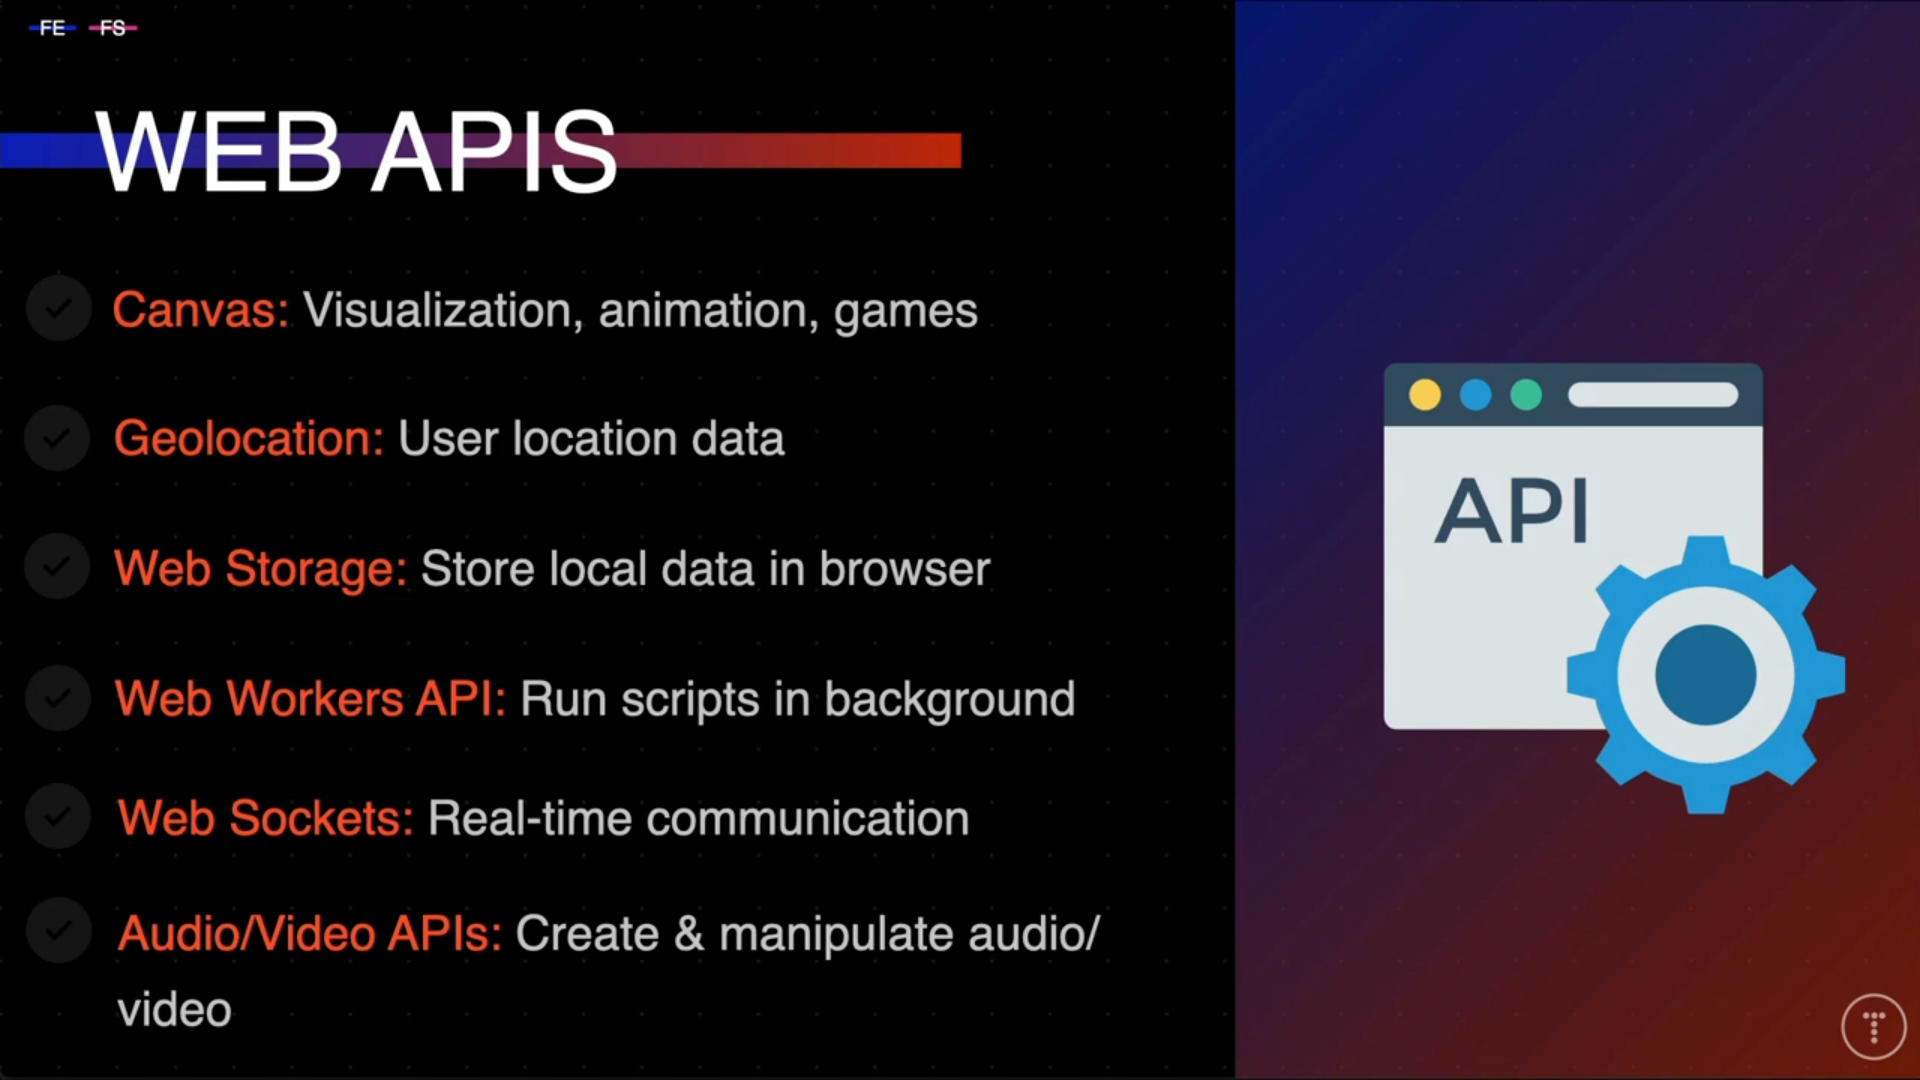 FE FS
WEB APIS
Canvas: Visualization, animation, games
Geolocation: User location data
Web Storage: Store local data in browser
Web Workers API: Run scripts in background
Web Sockets: Real-time communication
Audio/Video APIs: Create & manipulate audio/
video
API
T